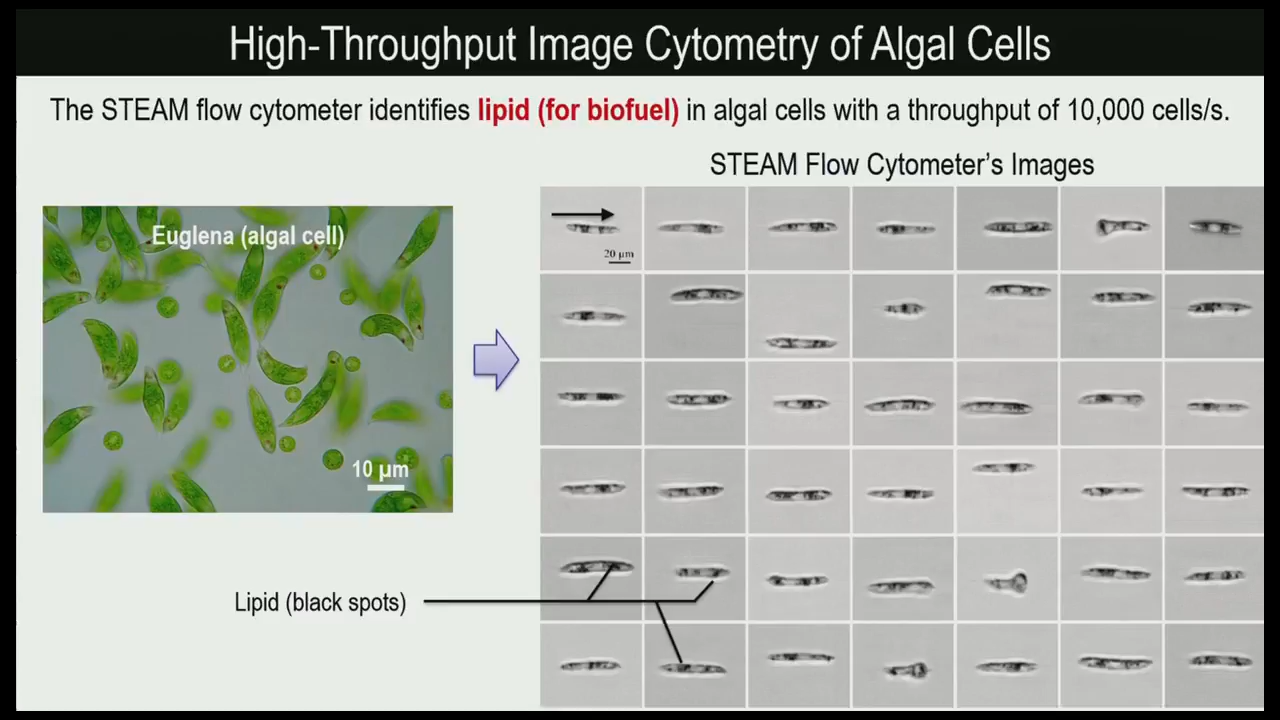 High-Throughput Image Cytometry of Algal Cells
The STEAM flow cytometer identifies lipid (for biofuel) in algal cells with a throughput of 10,000 cells/s.
STEAM Flow Cytometer's Images
Euglena (algal cell)
20 µm
10 µm
Lipid (black spots)